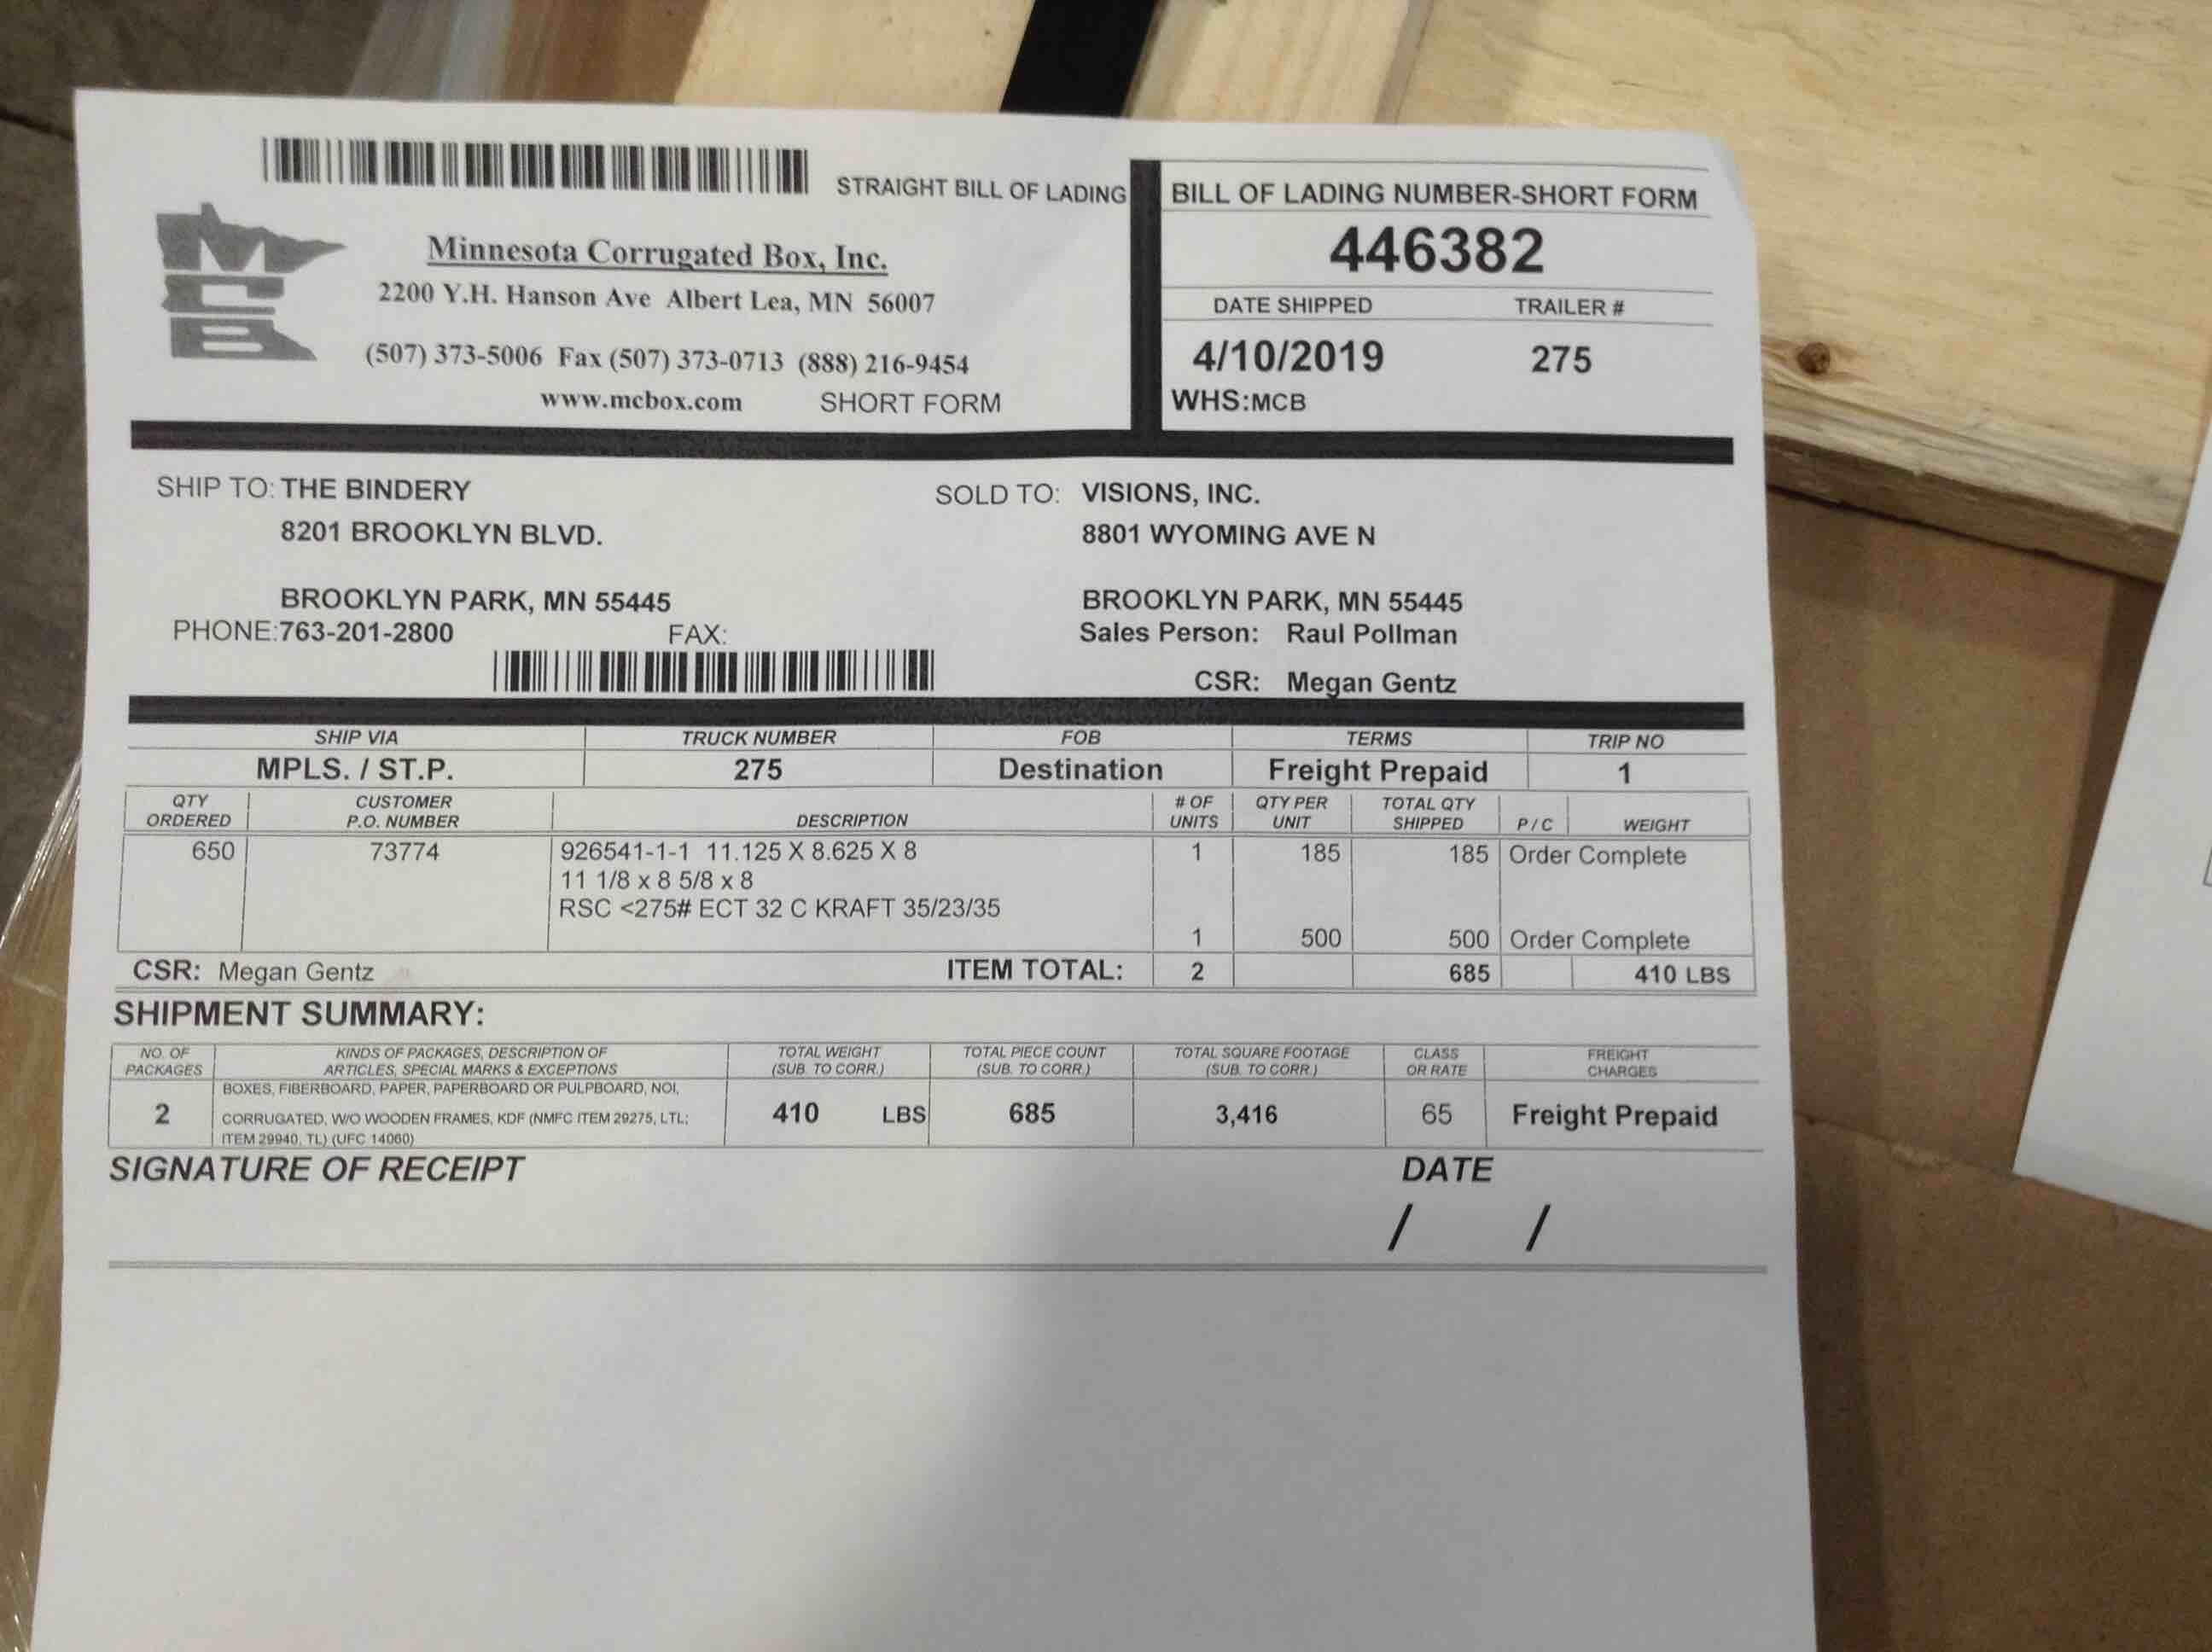 STRAIGHT BILL OF LADING
MCB
Minnesota Corrugated Box, Inc.
2200 Y.H. Hanson Ave Albert Lea, MN 56007
(507) 373-5006 Fax (507) 373-0713 (888) 216-9454
www.mcbox.com SHORT FORM
BILL OF LADING NUMBER-SHORT FORM
446382
DATE SHIPPED TRAILER #
4/10/2019 275
WHS:MCB
SHIP TO: THE BINDERY
8201 BROOKLYN BLVD.
BROOKLYN PARK, MN 55445
PHONE:763-201-2800 FAX:
SOLD TO: VISIONS, INC.
8801 WYOMING AVE N
BROOKLYN PARK, MN 55445
Sales Person: Raul Pollman
CSR: Megan Gentz
SHIP VIA TRUCK NUMBER FOB TERMS TRIP NO
MPLS. / ST.P. 275 Destination Freight Prepaid 1
QTY CUSTOMER # OF QTY PER TOTAL QTY
ORDERED P.O. NUMBER DESCRIPTION UNITS UNIT SHIPPED P / C WEIGHT
650 73774 926541-1-1 11.125 X 8.625 X 8 1 185 185 Order Complete
11 1/8 x 8 5/8 x 8
RSC <275# ECT 32 C KRAFT 35/23/35
1 500 500 Order Complete
CSR: Megan Gentz ITEM TOTAL: 2 685 410 LBS
SHIPMENT SUMMARY:
NO. OF KINDS OF PACKAGES, DESCRIPTION OF TOTAL WEIGHT TOTAL PIECE COUNT TOTAL SQUARE FOOTAGE CLASS FREIGHT
PACKAGES ARTICLES, SPECIAL MARKS & EXCEPTIONS (SUB. TO CORR.) (SUB. TO CORR.) (SUB. TO CORR.) OR RATE CHARGES
BOXES, FIBERBOARD, PAPER, PAPERBOARD OR PULPBOARD, NOI,
2 CORRUGATED, W/O WOODEN FRAMES, KDF (NMFC ITEM 29275, LTL; 410 LBS 685 3,416 65 Freight Prepaid
ITEM 29940, TL) (UFC 14060)
SIGNATURE OF RECEIPT DATE
/ /